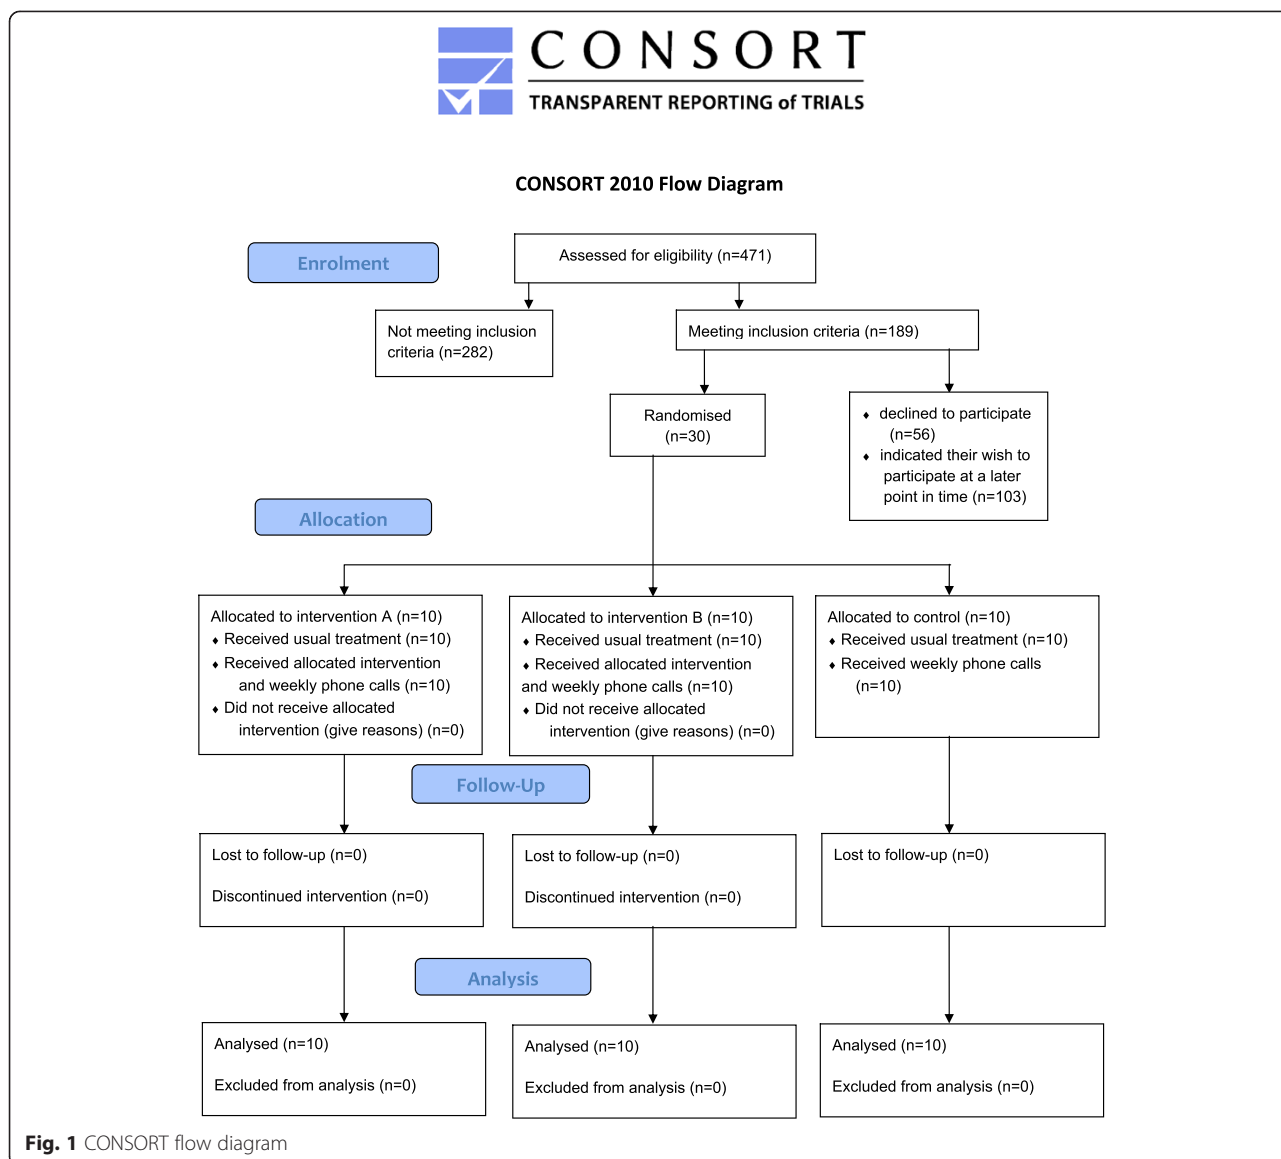 CONSORT
TRANSPARENT REPORTING of TRIALS
CONSORT 2010 Flow Diagram
Enrolment
Assessed for eligibility (n=471)
Not meeting inclusion
criteria (n=282)
Meeting inclusion criteria (n=189)
Randomised
(n=30)
♦ declined to participate
(n=56)
♦ indicated their wish to
participate at a later
point in time (n=103)
Allocation
Allocated to intervention A (n=10)
♦ Received usual treatment (n=10)
♦ Received allocated intervention
and weekly phone calls (n=10)
♦ Did not receive allocated
intervention (give reasons) (n=0)
Allocated to intervention B (n=10)
♦ Received usual treatment (n=10)
♦ Received allocated intervention
and weekly phone calls (n=10)
♦ Did not receive allocated
intervention (give reasons) (n=0)
Allocated to control (n=10)
♦ Received usual treatment (n=10)
♦ Received weekly phone calls
(n=10)
Follow-Up
Lost to follow-up (n=0)
Discontinued intervention (n=0)
Lost to follow-up (n=0)
Discontinued intervention (n=0)
Lost to follow-up (n=0)
Analysis
Analysed (n=10)
Excluded from analysis (n=0)
Analysed (n=10)
Excluded from analysis (n=0)
Analysed (n=10)
Excluded from analysis (n=0)
Fig. 1 CONSORT flow diagram